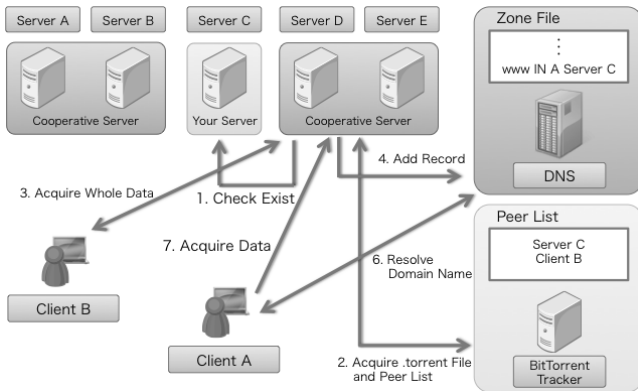 Server A
Server B
Server C
Server D
Server E
Zone File
⋮
www IN A Server C
Cooperative Server
Your Server
Cooperative Server
DNS
4. Add Record
3. Acquire Whole Data
1. Check Exist
7. Acquire Data
6. Resolve
Domain Name
Peer List
Server C
Client B
Client B
Client A
2. Acquire .torrent File
and Peer List
BitTorrent
Tracker